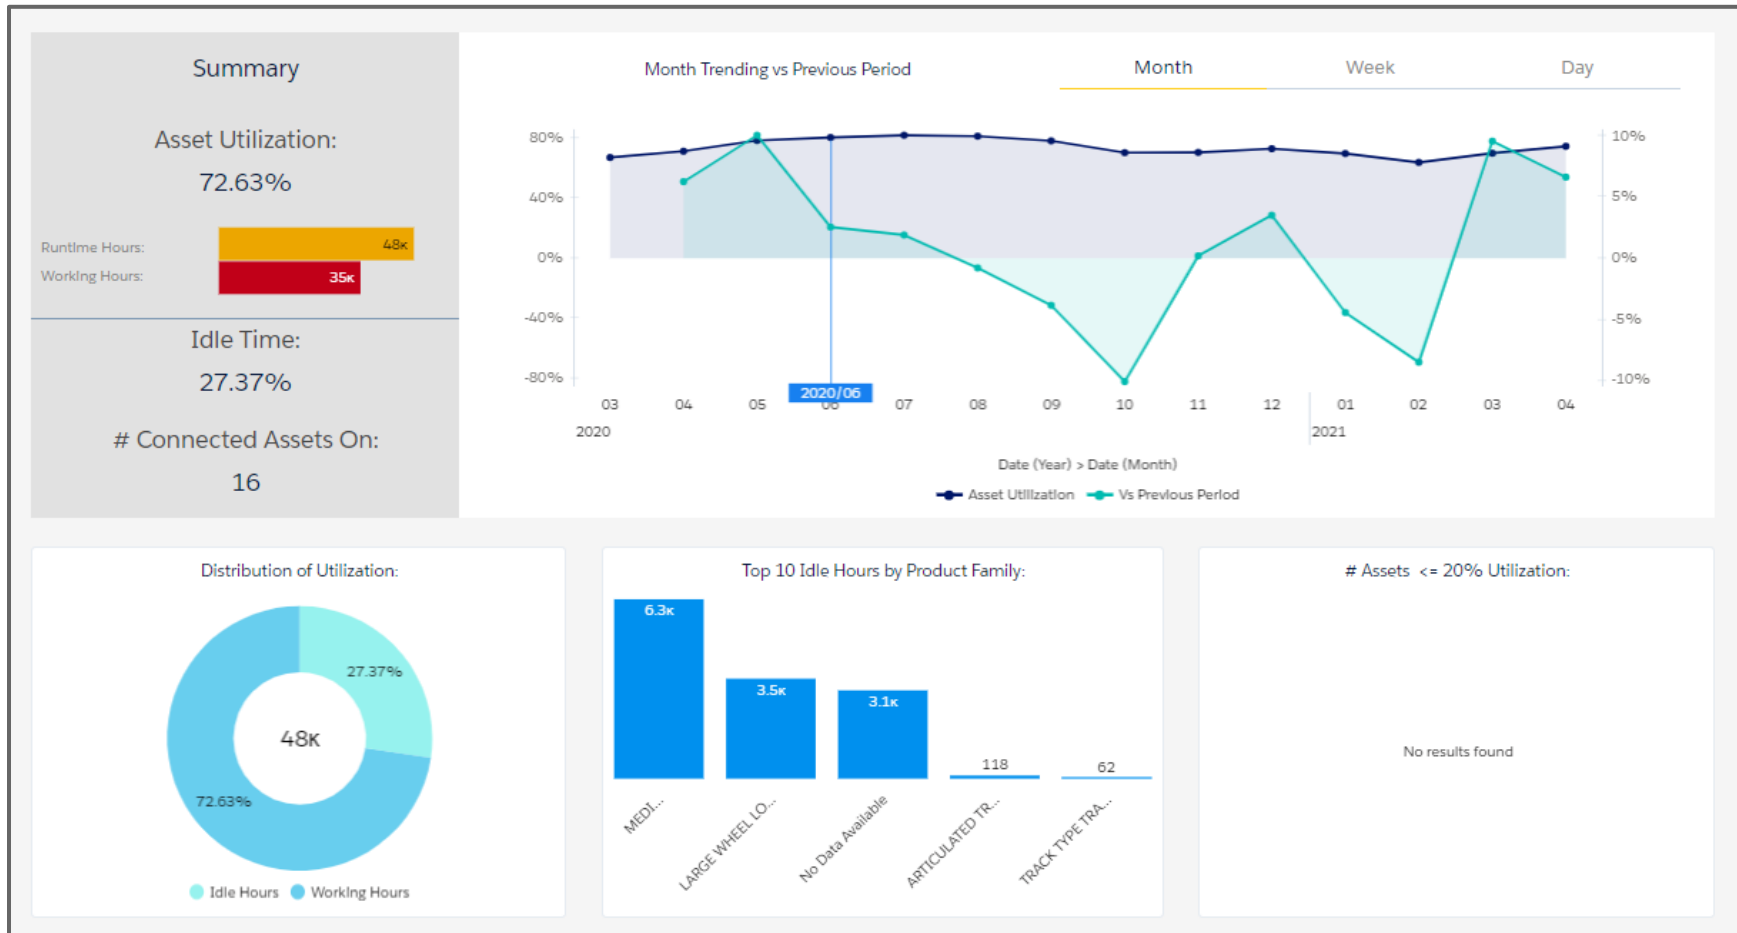 Summary
Asset Utilization:
72.63%
Runtime Hours:
48K
Working Hours:
35K
Idle Time:
27.37%
# Connected Assets On:
16
Month Trending vs Previous Period
Month
Week
Day
80%
40%
0%
-40%
-80%
10%
5%
0%
-5%
-10%
2020/06
03 04 05 06 07 08 09 10 11 12 01 02 03 04
2020 2021
Date (Year) > Date (Month)
Asset Utilization Vs Previous Period
Distribution of Utilization:
27.37%
48K
72.63%
Idle Hours Working Hours
Top 10 Idle Hours by Product Family:
6.3K
3.5K
3.1K
118
62
MEDI...
LARGE WHEEL LO...
No Data Available
ARTICULATED TR...
TRACK TYPE TRA...
# Assets <= 20% Utilization:
No results found